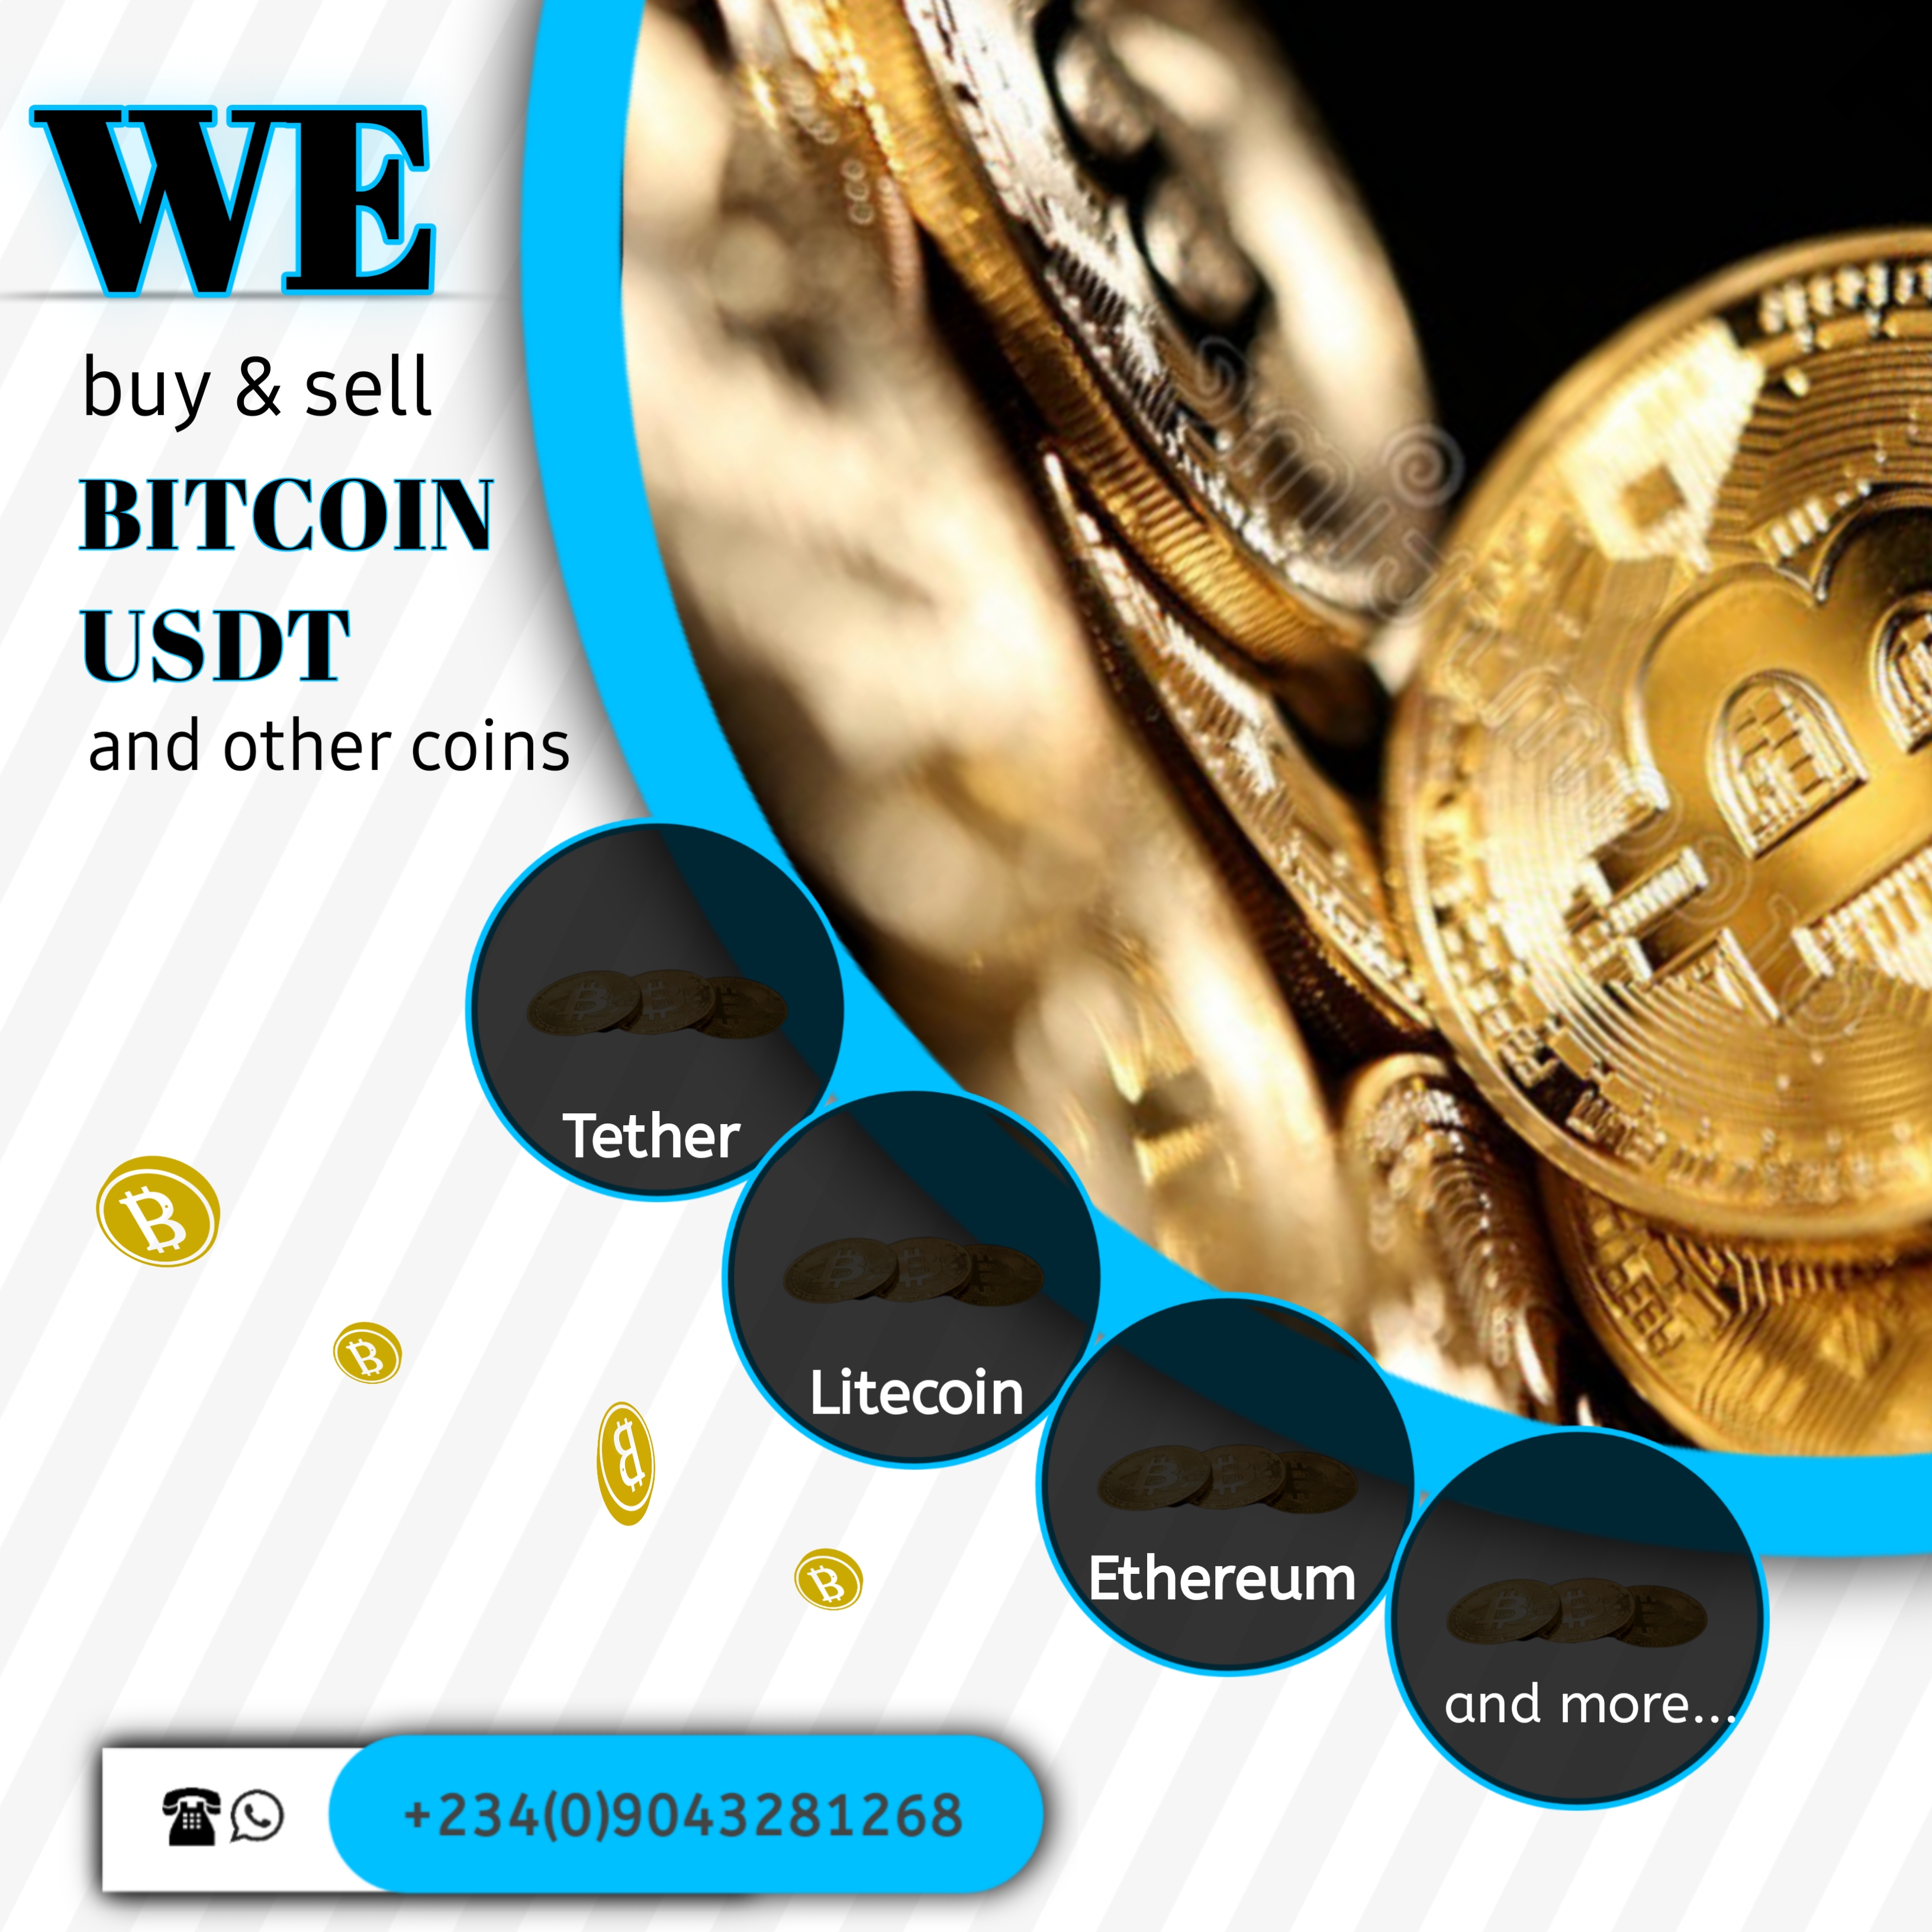 WE
buy & sell
BITCOIN
USDT
and other coins
Tether
Litecoin
Ethereum
and more...
+234(0)9043281268